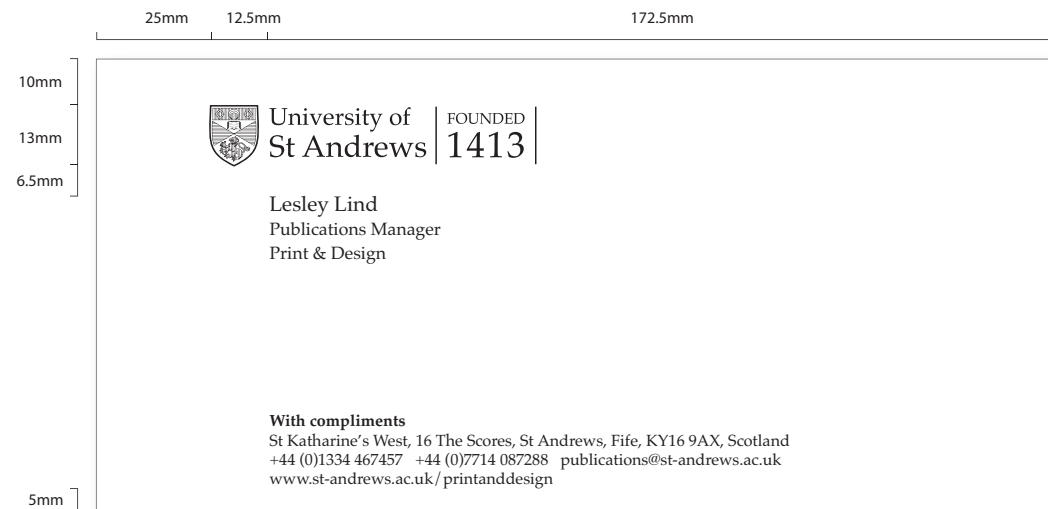 25mm 12.5mm 172.5mm
10mm
13mm
6.5mm
University of
St Andrews
FOUNDED
1413
Lesley Lind
Publications Manager
Print & Design
With compliments
St Katharine’s West, 16 The Scores, St Andrews, Fife, KY16 9AX, Scotland
+44 (0)1334 467457 +44 (0)7714 087288 publications@st-andrews.ac.uk
www.st-andrews.ac.uk/printanddesign
5mm